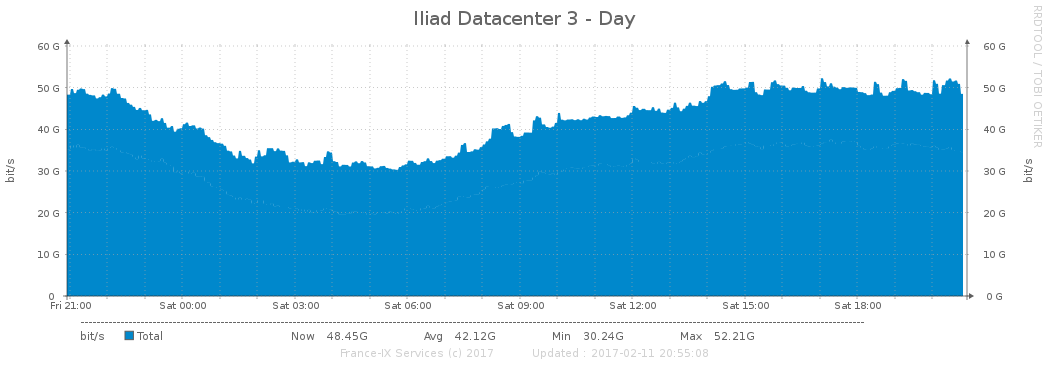 Iliad Datacenter 3 - Day
RRDTOOL / TOBI OETIKER
60 G 60 G
50 G 50 G
40 G 40 G
30 G 30 G
20 G 20 G
10 G 10 G
0 0 G
bit/s bit/s
Fri 21:00 Sat 00:00 Sat 03:00 Sat 06:00 Sat 09:00 Sat 12:00 Sat 15:00 Sat 18:00
bit/s Total Now 48.45G Avg 42.12G Min 30.24G Max 52.21G
France-IX Services (c) 2017 Updated : 2017-02-11 20:55:08